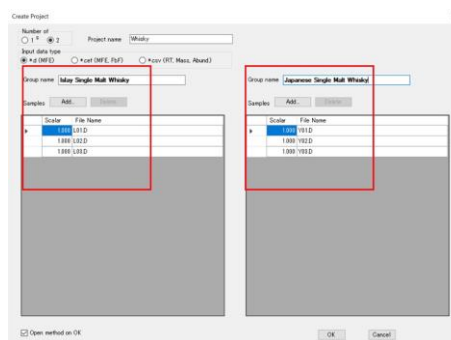 Create Project
Number of
1 2 Project name Whisky
Input data type
*.d (MFE) *.cef (MFE, FbF) *.csv (RT, Mass, Abund.)
Group name Islay Single Malt Whisky Group name Japanese Single Malt Whisky
Samples Add.. Delete Samples Add.. Delete
Scalar File Name Scalar File Name
1.000 L01.D 1.000 Y01.D
1.000 L02.D 1.000 Y02.D
1.000 L03.D 1.000 Y03.D
Open method on OK OK Cancel